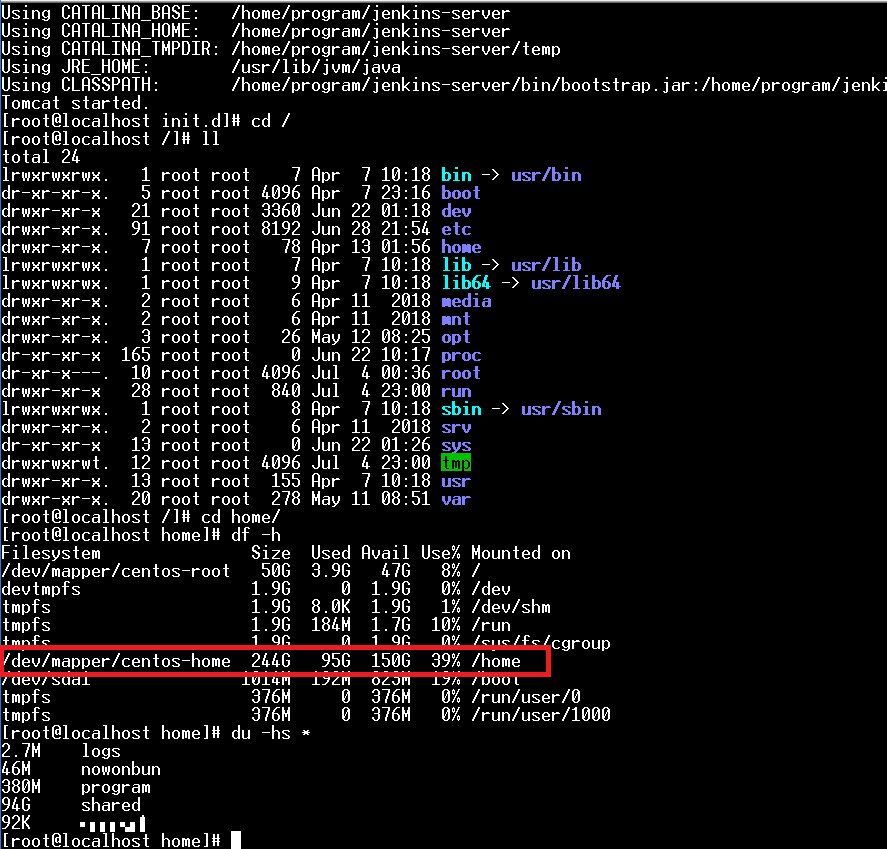 Using CATALINA_BASE:   /home/program/jenkins-server
Using CATALINA_HOME:   /home/program/jenkins-server
Using CATALINA_TMPDIR: /home/program/jenkins-server/temp
Using JRE_HOME:        /usr/lib/jvm/java
Using CLASSPATH:       /home/program/jenkins-server/bin/bootstrap.jar:/home/program/jenki
Tomcat started.
[root@localhost init.d]# cd /
[root@localhost /]# ll
total 24
lrwxrwxrwx.   1 root root    7 Apr  7 10:18 bin -> usr/bin
dr-xr-xr-x.   5 root root 4096 Apr  7 23:16 boot
drwxr-xr-x   21 root root 3360 Jun 22 01:18 dev
drwxr-xr-x.  91 root root 8192 Jun 28 21:54 etc
drwxr-xr-x.   7 root root   78 Apr 13 01:56 home
lrwxrwxrwx.   1 root root    7 Apr  7 10:18 lib -> usr/lib
lrwxrwxrwx.   1 root root    9 Apr  7 10:18 lib64 -> usr/lib64
drwxr-xr-x.   2 root root    6 Apr 11  2018 media
drwxr-xr-x.   2 root root    6 Apr 11  2018 mnt
drwxr-xr-x.   3 root root   26 May 12 08:25 opt
dr-xr-xr-x  165 root root    0 Jun 22 10:17 proc
dr-xr-x---.  10 root root 4096 Jul  4 00:36 root
drwxr-xr-x   28 root root  840 Jul  4 23:00 run
lrwxrwxrwx.   1 root root    8 Apr  7 10:18 sbin -> usr/sbin
drwxr-xr-x.   2 root root    6 Apr 11  2018 srv
dr-xr-xr-x   13 root root    0 Jun 22 01:26 sys
drwxrwxrwt.  12 root root 4096 Jul  4 23:00 tmp
drwxr-xr-x.  13 root root  155 Apr  7 10:18 usr
drwxr-xr-x.  20 root root  278 May 11 08:51 var
[root@localhost /]# cd home/
[root@localhost home]# df -h
Filesystem               Size  Used Avail Use% Mounted on
/dev/mapper/centos-root   50G  3.9G   47G   8% /
devtmpfs                 1.9G     0  1.9G   0% /dev
tmpfs                    1.9G  8.0K  1.9G   1% /dev/shm
tmpfs                    1.9G  184M  1.7G  10% /run
tmpfs                    1.9G     0  1.9G   0% /sys/fs/cgroup
/dev/mapper/centos-home  244G   95G  150G  39% /home
/dev/sda1               1014M  192M  823M  19% /boot
tmpfs                    376M     0  376M   0% /run/user/0
tmpfs                    376M     0  376M   0% /run/user/1000
[root@localhost home]# du -hs *
2.7M    logs
46M     nowonbun
380M    program
94G     shared
92K
[root@localhost home]#